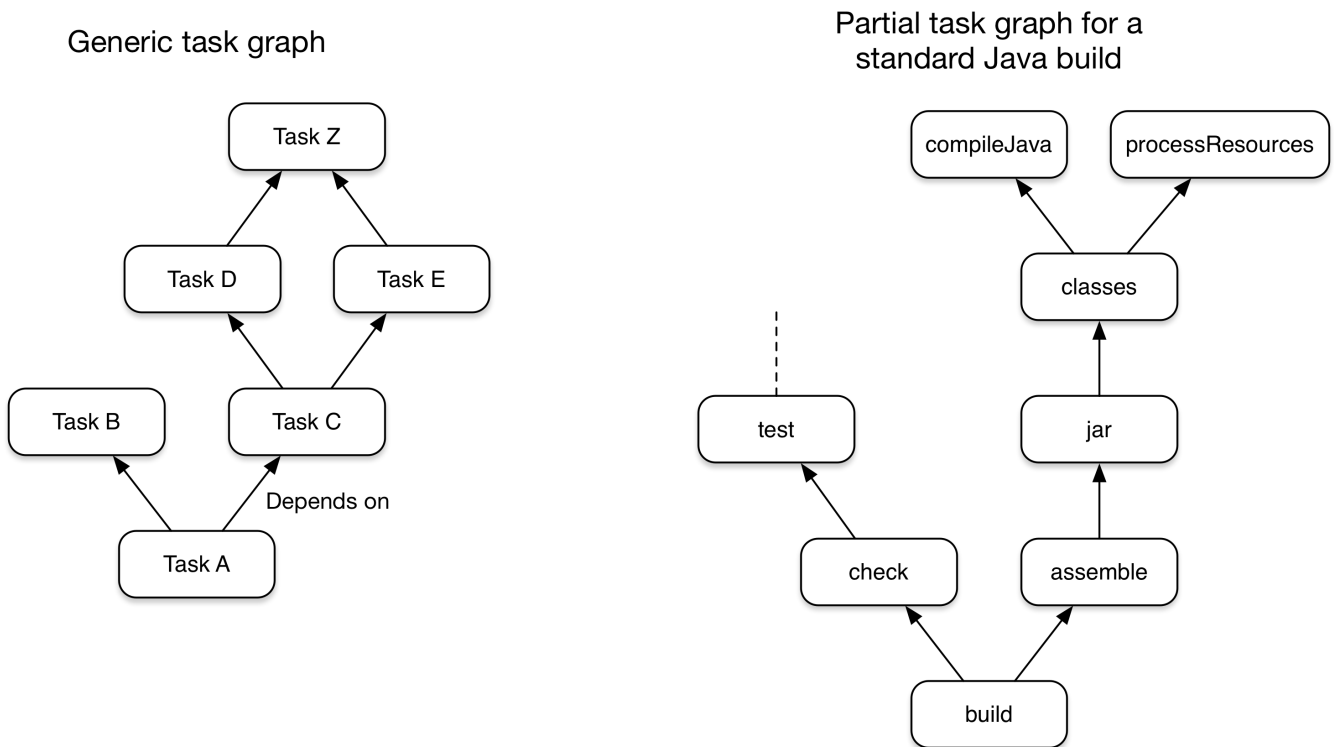 Generic task graph
Task Z
Task D
Task E
Task B
Task C
Depends on
Task A
Partial task graph for a
standard Java build
compileJava
processResources
classes
test
jar
check
assemble
build